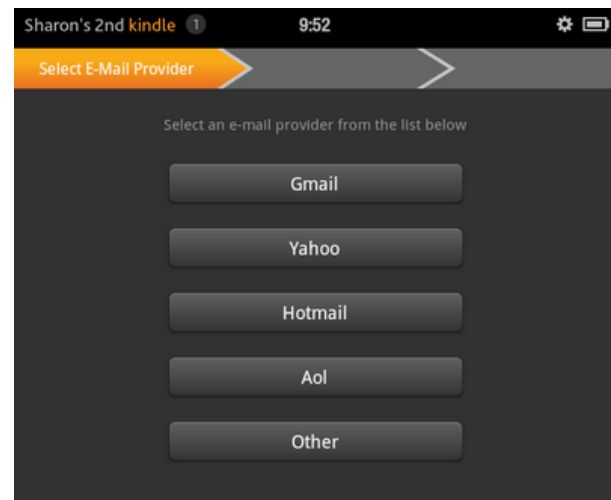 Sharon's 2nd kindle 1 9:52
Select E-Mail Provider
Select an e-mail provider from the list below
Gmail
Yahoo
Hotmail
Aol
Other